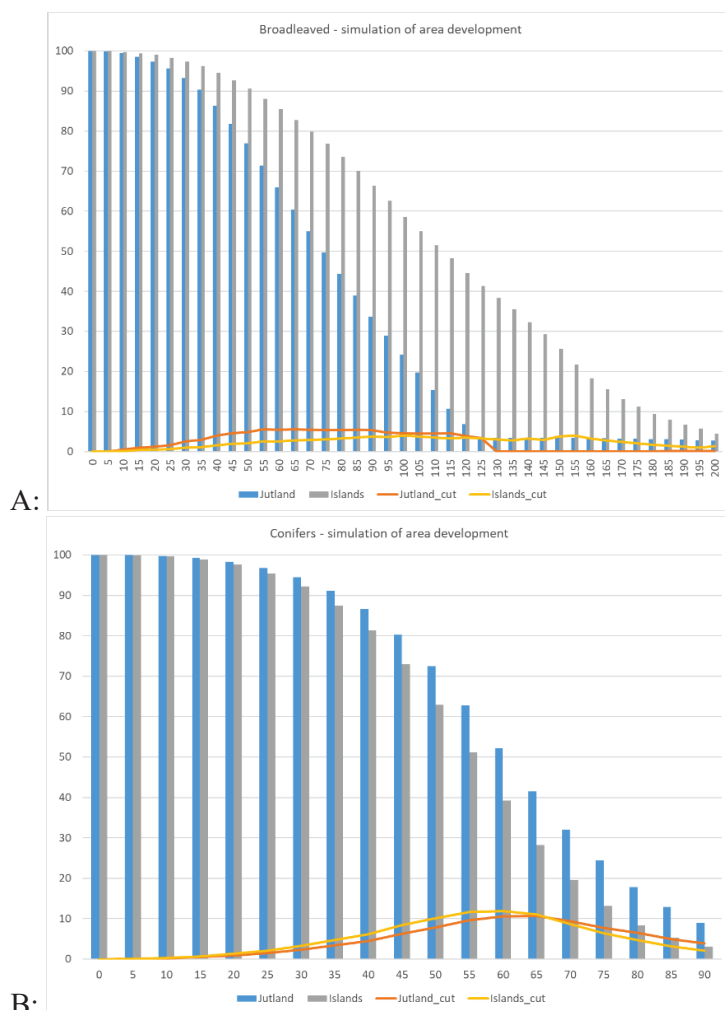 Broadleaved - simulation of area development
100
90
80
70
60
50
40
30
20
10
0
0 5 10 15 20 25 30 35 40 45 50 55 60 65 70 75 80 85 90 95 100 105 110 115 120 125 130 135 140 145 150 155 160 165 170 175 180 185 190 195 200
Jutland Islands Jutland_cut Islands_cut
A:
Conifers - simulation of area development
100
90
80
70
60
50
40
30
20
10
0
0 5 10 15 20 25 30 35 40 45 50 55 60 65 70 75 80 85 90
Jutland Islands Jutland_cut Islands_cut
B: